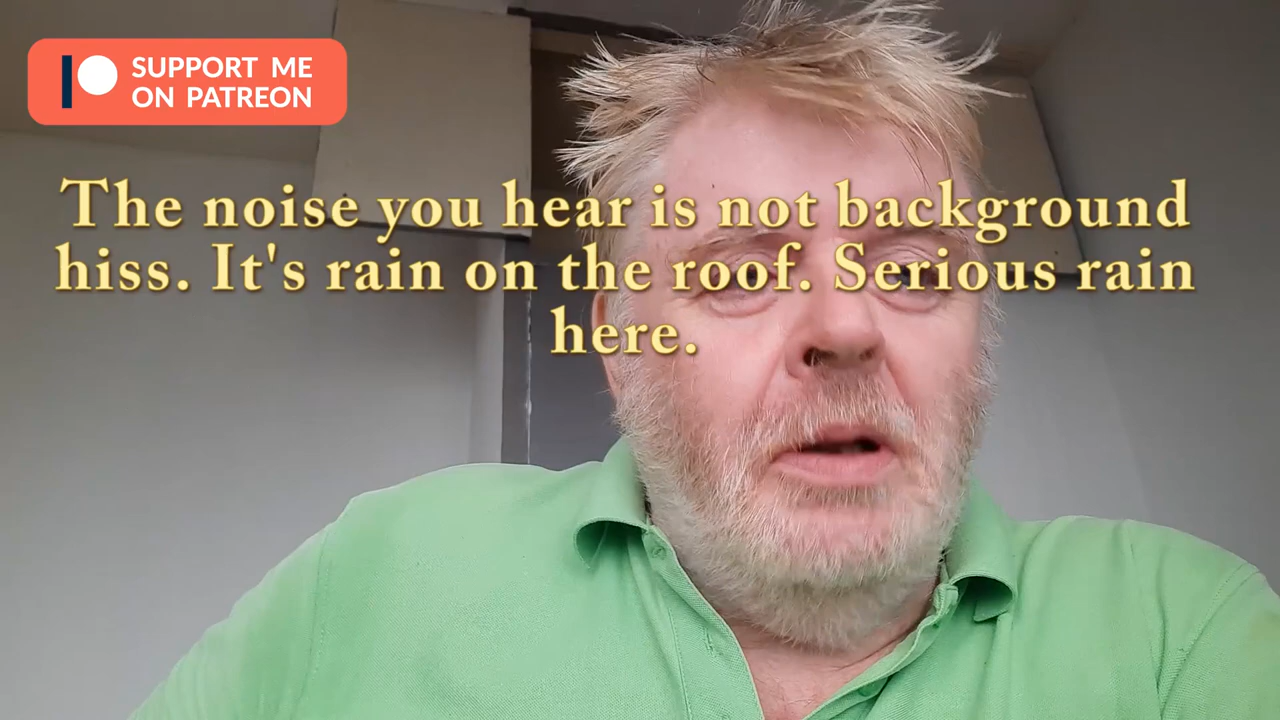 SUPPORT ME
ON PATREON
The noise you hear is not background
hiss. It's rain on the roof. Serious rain
here.